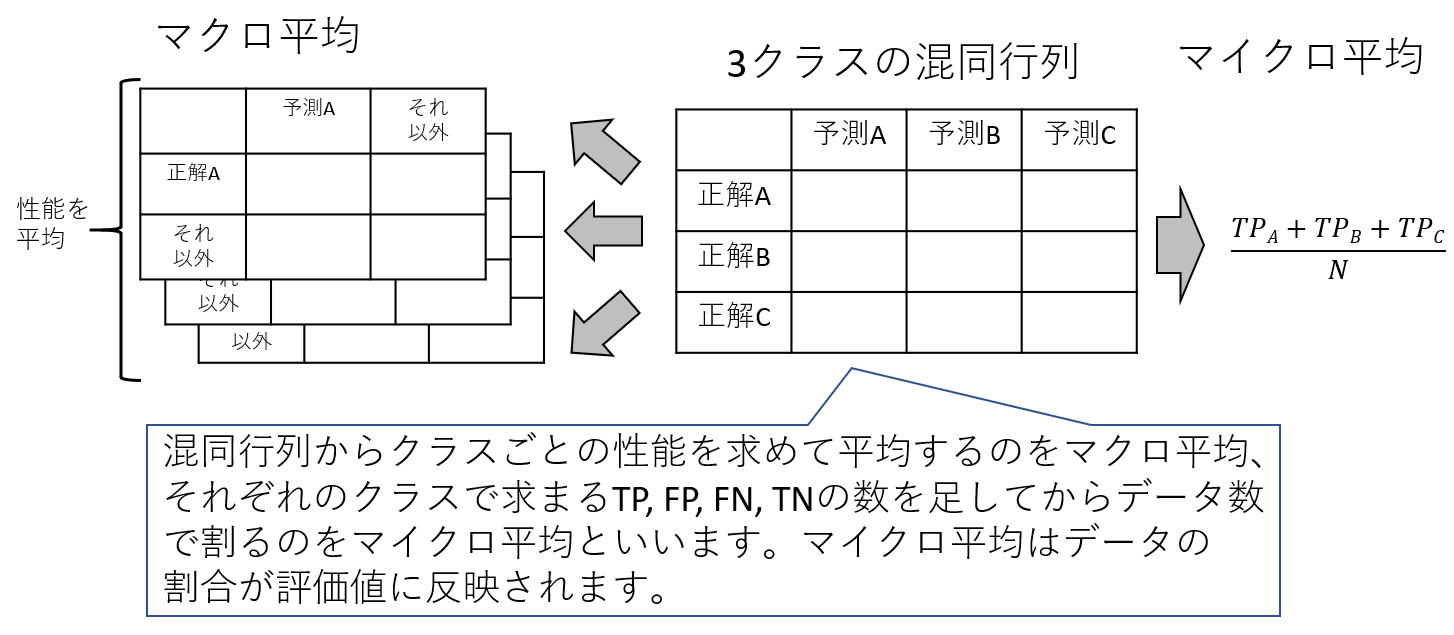 マクロ平均
3クラスの混同行列
マイクロ平均
性能を
平均
予測A
それ
以外
正解A
それ
以外
それ
以外
以外
予測A 予測B 予測C
正解A
正解B
正解C
TP_A + TP_B + TP_C
N
混同行列からクラスごとの性能を求めて平均するのをマクロ平均、
それぞれのクラスで求まるTP, FP, FN, TNの数を足してからデータ数
で割るのをマイクロ平均といいます。マイクロ平均はデータの
割合が評価値に反映されます。